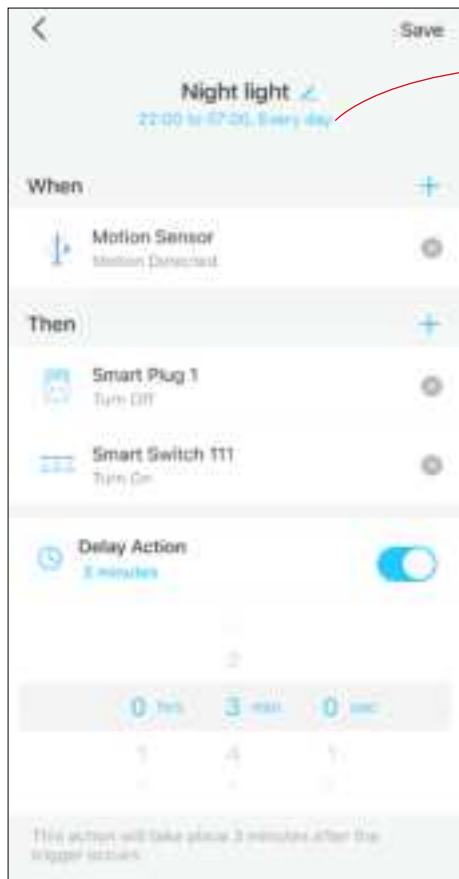 Save
Night light
22:00 to 07:00, Every day
When
Motion Sensor
Motion Detected
Then
Smart Plug 1
Turn Off
Smart Switch 111
Turn On
Delay Action
3 minutes
2
0 hrs 3 min 0 sec
1 4 1
This action will take place 3 minutes after the
trigger occurs